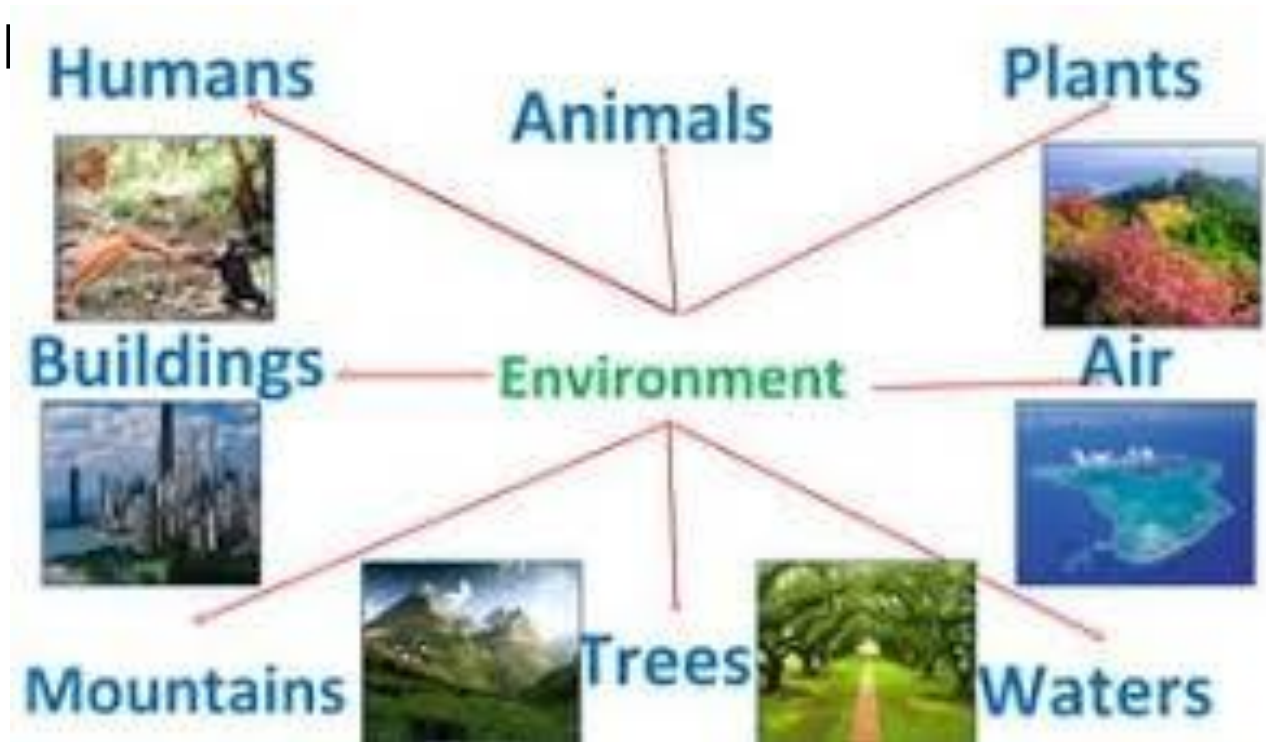 Humans
Animals
Plants
Buildings
Environment
Air
Mountains
Trees
Waters